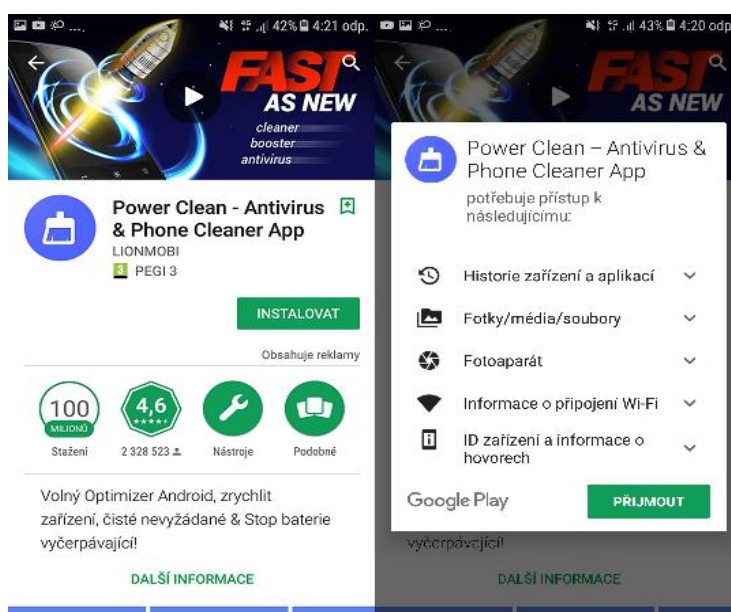 42% 4:21 odp.
FAST
AS NEW
cleaner
booster
antivirus
Power Clean - Antivirus
& Phone Cleaner App
LIONMOBI
3 PEGI 3
INSTALOVAT
Obsahuje reklamy
100
MILIONŮ
Stažení
4,6
2 328 523
Nástroje
Podobné
Volný Optimizer Android, zrychlit
zařízení, čisté nevyžádané & Stop baterie
vyčerpávající!
DALŠÍ INFORMACE
43% 4:20 odp
FAST
AS NEW
Power Clean – Antivirus &
Phone Cleaner App
potřebuje přístup k
následujícímu:
Historie zařízení a aplikací
Fotky/média/soubory
Fotoaparát
Informace o připojení Wi-Fi
ID zařízení a informace o
hovorech
Google Play
PŘIJMOUT
vyčerpávající!
DALŠÍ INFORMACE